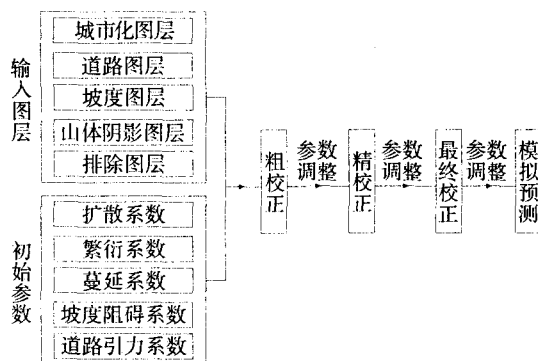 输入图层
城市化图层
道路图层
坡度图层
山体阴影图层
排除图层
初始参数
扩散系数
繁衍系数
蔓延系数
坡度阻碍系数
道路引力系数
粗校正
参数调整
精校正
参数调整
最终校正
参数调整
模拟预测